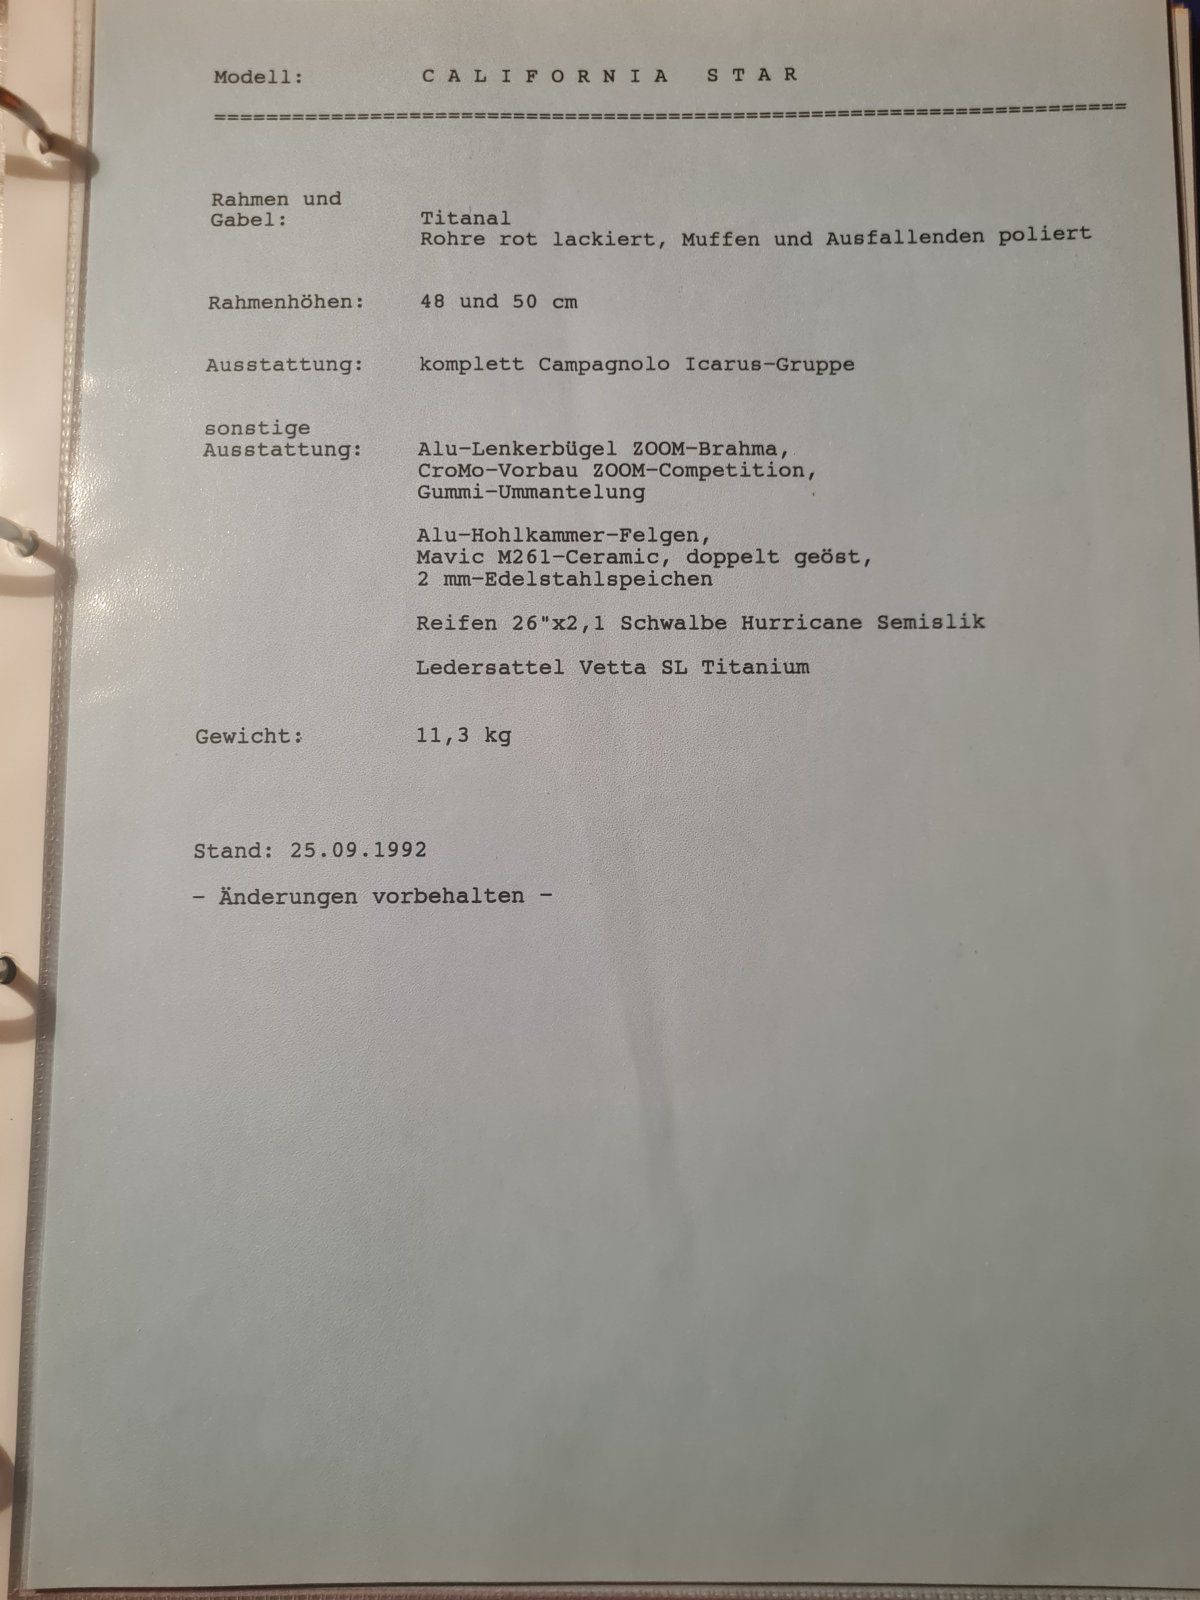 Modell: C A L I F O R N I A   S T A R
======================================================================
Rahmen und
Gabel: Titanal
Rohre rot lackiert, Muffen und Ausfallenden poliert
Rahmenhöhen: 48 und 50 cm
Ausstattung: komplett Campagnolo Icarus-Gruppe
sonstige
Ausstattung: Alu-Lenkerbügel ZOOM-Brahma,
CroMo-Vorbau ZOOM-Competition,
Gummi-Ummantelung
Alu-Hohlkammer-Felgen,
Mavic M261-Ceramic, doppelt geöst,
2 mm-Edelstahlspeichen
Reifen 26"x2,1 Schwalbe Hurricane Semislik
Ledersattel Vetta SL Titanium
Gewicht: 11,3 kg
Stand: 25.09.1992
- Änderungen vorbehalten -